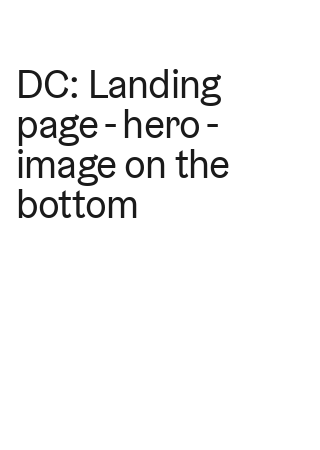 DC: Landing
page - hero -
image on the
bottom